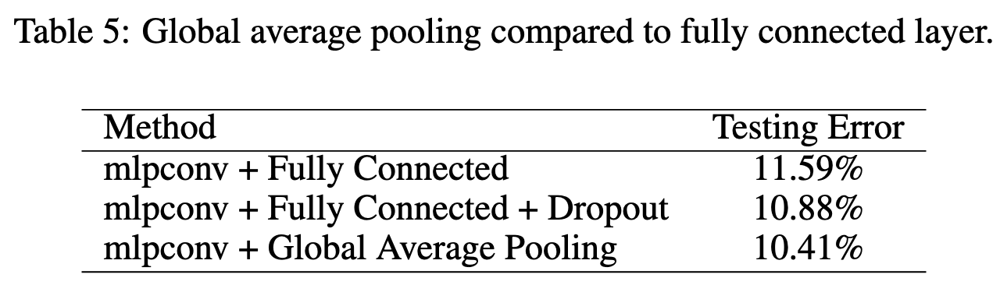 Table 5: Global average pooling compared to fully connected layer.
Method Testing Error
mlpconv + Fully Connected 11.59%
mlpconv + Fully Connected + Dropout 10.88%
mlpconv + Global Average Pooling 10.41%